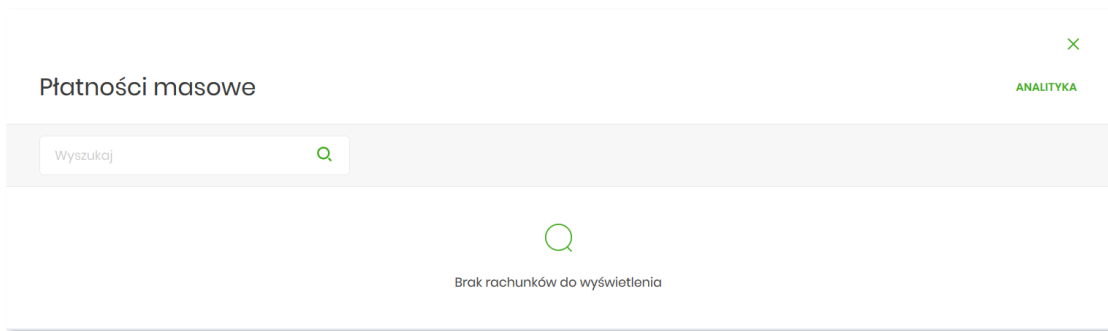 Płatności masowe
ANALITYKA
Wyszukaj
Brak rachunków do wyświetlenia